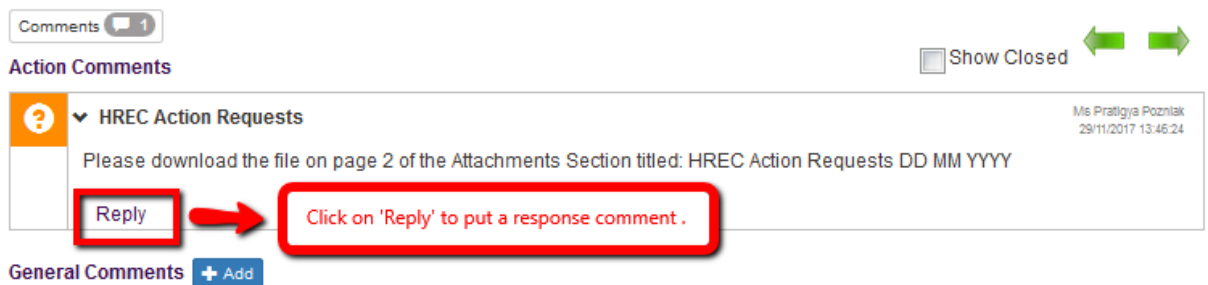 Comments 1
Show Closed
Action Comments
HREC Action Requests
Ms Pratigya Pozniak
29/11/2017 13:46:24
Please download the file on page 2 of the Attachments Section titled: HREC Action Requests DD MM YYYY
Reply
Click on 'Reply' to put a response comment .
General Comments + Add